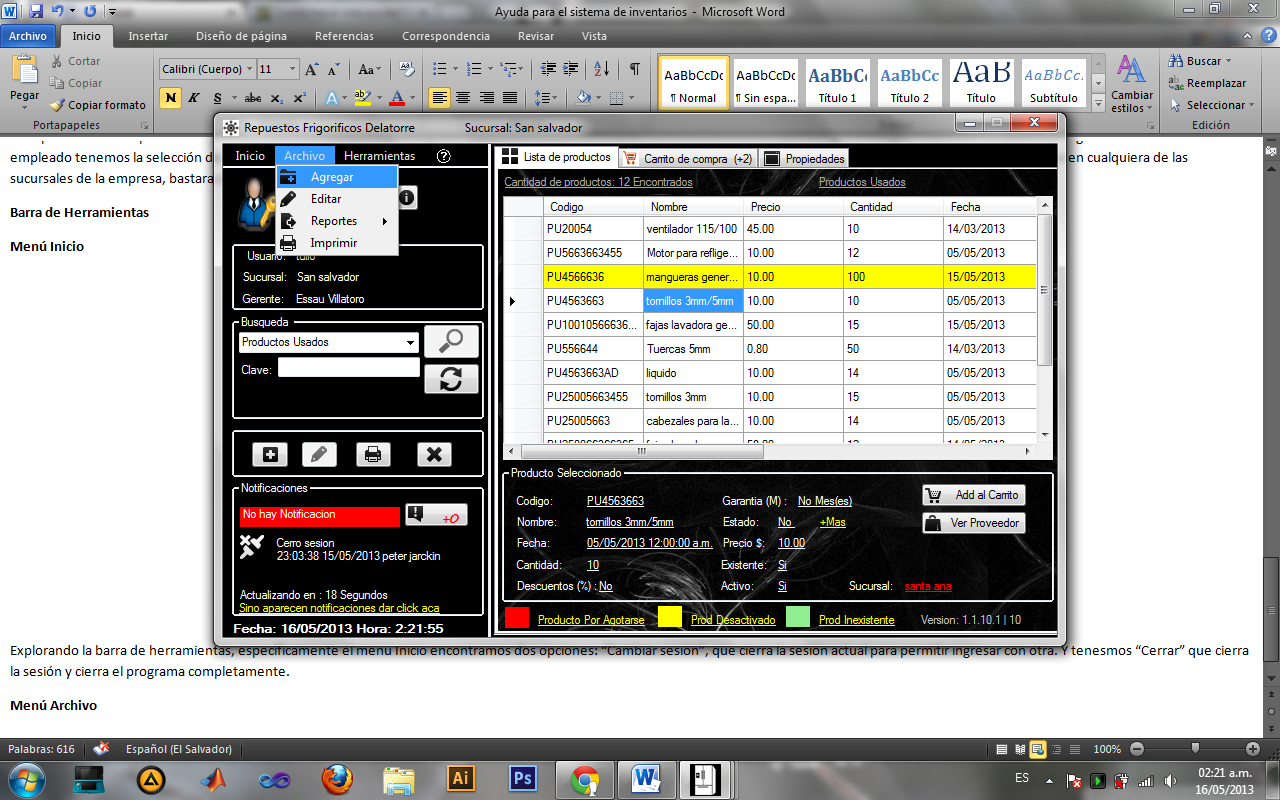 Ayuda para el sistema de inventarios - Microsoft Word
Archivo Inicio Insertar Diseño de página Referencias Correspondencia Revisar Vista
Pegar
Cortar
Copiar
Copiar formato
Portapapeles
Calibri (Cuerpo) 11
N K S abc x₂ x² Aa A A
AaBbCcDc AaBbCcDc AaBbC AaBbCc AaB AaBbCc.
¶ Normal ¶ Sin espa... Título 1 Título 2 Título Subtítulo
Cambiar estilos
Buscar
Reemplazar
Seleccionar
Edición
empleado tenemos la selección d
en cualquiera de las
sucursales de la empresa, bastara
Barra de Herramientas
Menú Inicio
Repuestos Frigorificos Delatorre Sucursal: San salvador
Inicio Archivo Herramientas
Agregar
Editar
Reportes
Imprimir
Usuario: tulio
Sucursal: San salvador
Gerente: Essau Villatoro
Busqueda
Productos Usados
Clave:
Notificaciones
No hay Notificacion
+0
Cerro sesion
23:03:38 15/05/2013 peter jarckin
Actualizando en : 18 Segundos
Sino aparecen notificaciones dar click aca
Fecha: 16/05/2013 Hora: 2:21:55
Lista de productos Carrito de compra (+2) Propiedades
Cantidad de productos: 12 Encontrados Productos Usados
Codigo Nombre Precio Cantidad Fecha
PU20054 ventilador 115/100 45.00 10 14/03/2013
PU5663663455 Motor para reflige... 10.00 12 05/05/2013
PU4566636 mangueras gener... 10.00 100 15/05/2013
PU4563663 tornillos 3mm/5mm 10.00 10 05/05/2013
PU10010566636... fajas lavadora ge... 50.00 15 15/05/2013
PU556644 Tuercas 5mm 0.80 50 14/03/2013
PU4563663AD liquido 10.00 14 05/05/2013
PU25005663455 tornillos 3mm 10.00 15 05/05/2013
PU25005663 cabezales para la... 10.00 14 05/05/2013
Producto Seleccionado
Codigo: PU4563663 Garantia (M) : No Mes(es)
Nombre: tornillos 3mm/5mm Estado: No +Mas
Fecha: 05/05/2013 12:00:00 a.m. Precio $: 10.00
Cantidad: 10 Existente: Si
Descuentos (%) : No Activo: Si Sucursal: santa ana
Add al Carrito
Ver Proveedor
Producto Por Agotarse Prod Desactivado Prod Inexistente Version: 1.1.10.1 | 10
Explorando la barra de herramientas, específicamente el menú Inicio encontramos dos opciones: “Cambiar sesión”, que cierra la sesión actual para permitir ingresar con otra. Y tenesmos “Cerrar” que cierra
la sesión y cierra el programa completamente.
Menú Archivo
Palabras: 616 Español (El Salvador) 100%
Ai Ps W
ES
02:21 a.m.
16/05/2013